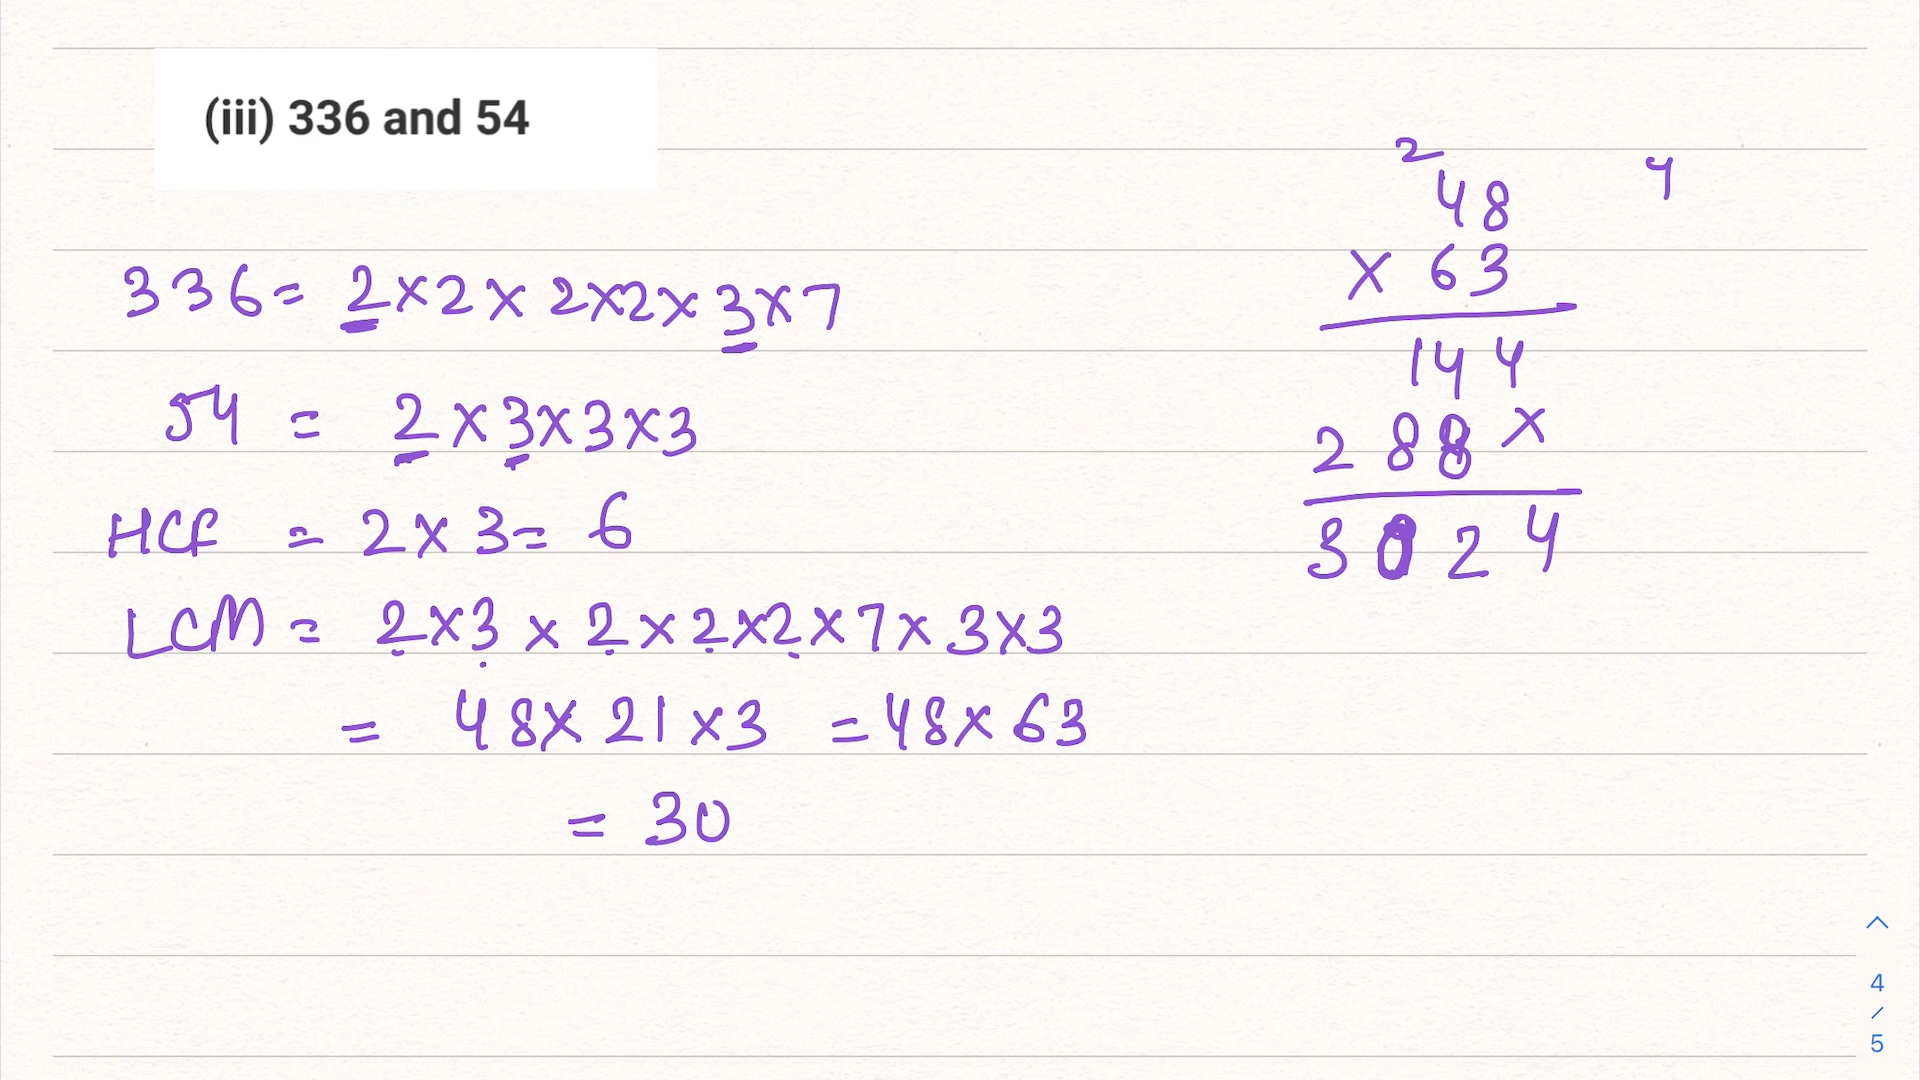 (iii) 336 and 54
336 = 2×2×2×2×3×7
54 = 2×3×3×3
HCF = 2×3 = 6
LCM = 2×3×2×2×2×7×3×3
= 48×21×3 = 48×63
= 30
2 4
48
× 63
144
288×
3024
4
/
5